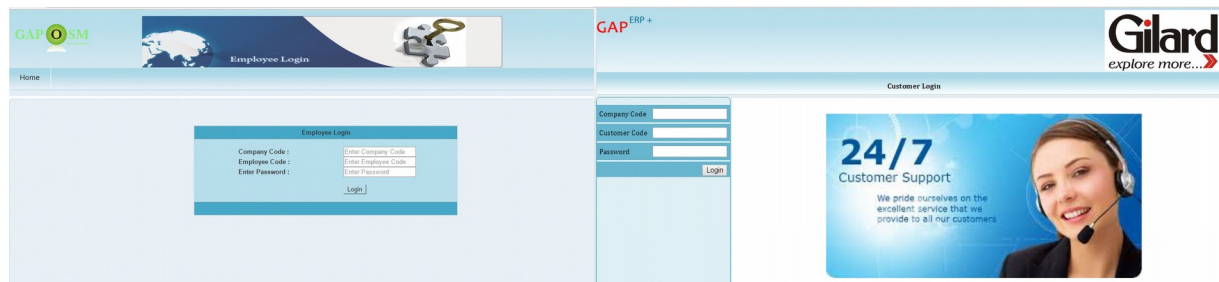 GAP OSM
Employee Login
Home
Employee Login
Company Code :
Enter Company Code
Employee Code :
Enter Employee Code
Enter Password :
Enter Password
Login
GAP ERP +
Gilard
explore more...
Customer Login
Company Code
Customer Code
Password
Login
24/7
Customer Support
We pride ourselves on the
excellent service that we
provide to all our customers